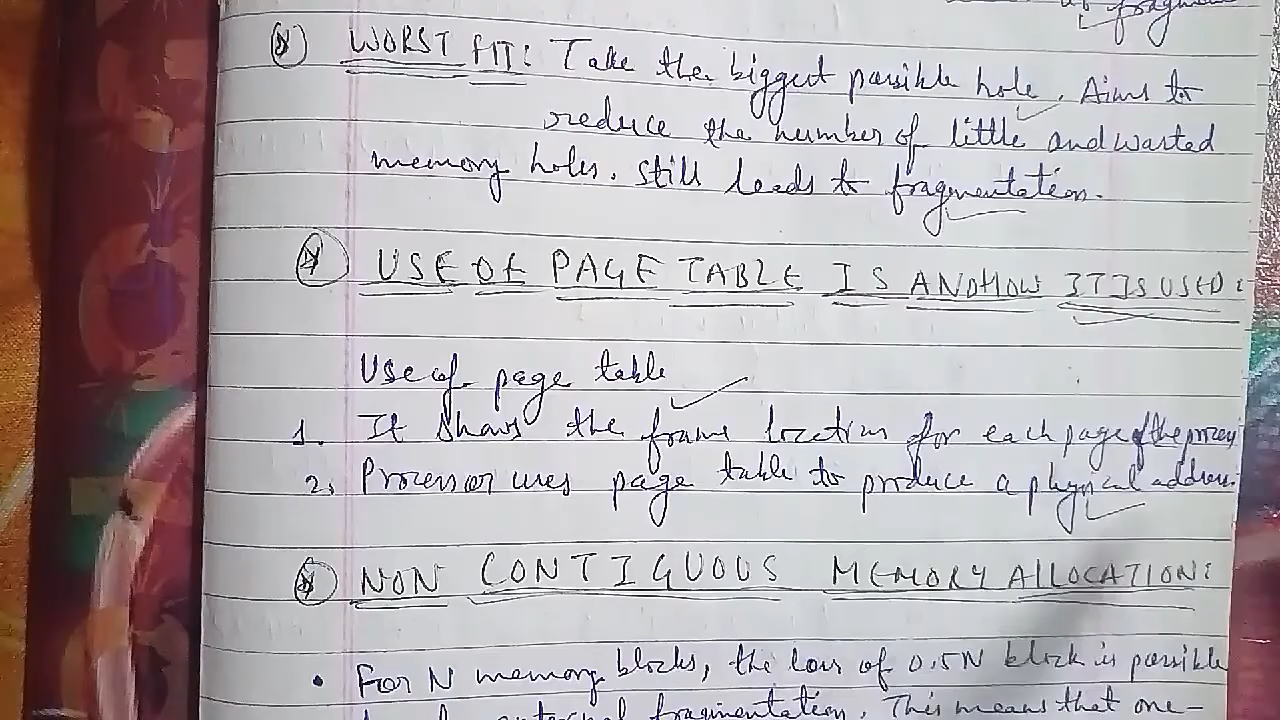 fragmen
WORST FIT: Take the biggest possible hole. Aims to
reduce the number of little and wasted
memory holes. Still leads to fragmentation.
USE OF PAGE TABLE IS AND HOW IT IS USED:
Use of page table
1. It shows the frame location for each page of the process
2. Processor uses page table to produce a physical address.
NON CONTIGUOUS MEMORY ALLOCATION:
• For N memory blocks, the loss of 0.5N block is possible
fragmentation. This means that one-